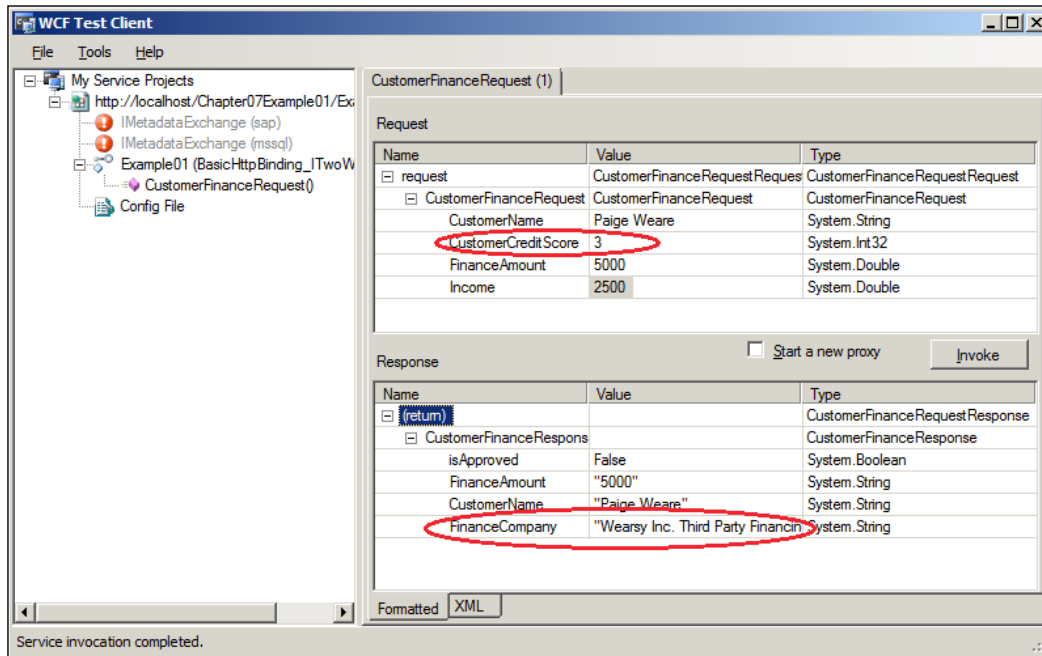 WCF Test Client
File Tools Help
My Service Projects
http://localhost/Chapter07Example01/Exa
IMetadataExchange (sap)
IMetadataExchange (mssql)
Example01 (BasicHttpBinding_ITwoW
CustomerFinanceRequest()
Config File
CustomerFinanceRequest (1)
Request
Name Value Type
request CustomerFinanceRequestReques CustomerFinanceRequestRequest
CustomerFinanceRequest CustomerFinanceRequest CustomerFinanceRequest
CustomerName Paige Weare System.String
CustomerCreditScore 3 System.Int32
FinanceAmount 5000 System.Double
Income 2500 System.Double
Response
Start a new proxy
Invoke
Name Value Type
(return) CustomerFinanceRequestResponse
CustomerFinanceRespons CustomerFinanceResponse
isApproved False System.Boolean
FinanceAmount "5000" System.String
CustomerName "Paige Weare" System.String
FinanceCompany "Wearsy Inc. Third Party Financin System.String
Formatted XML
Service invocation completed.